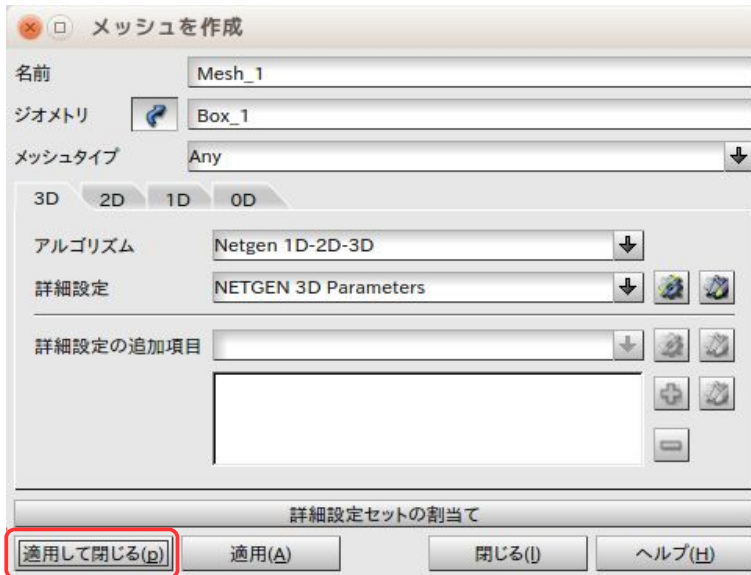 メッシュを作成
名前 Mesh_1
ジオメトリ Box_1
メッシュタイプ Any
3D 2D 1D 0D
アルゴリズム Netgen 1D-2D-3D
詳細設定 NETGEN 3D Parameters
詳細設定の追加項目
詳細設定セットの割当て
適用して閉じる(p) 適用(A) 閉じる(l) ヘルプ(H)